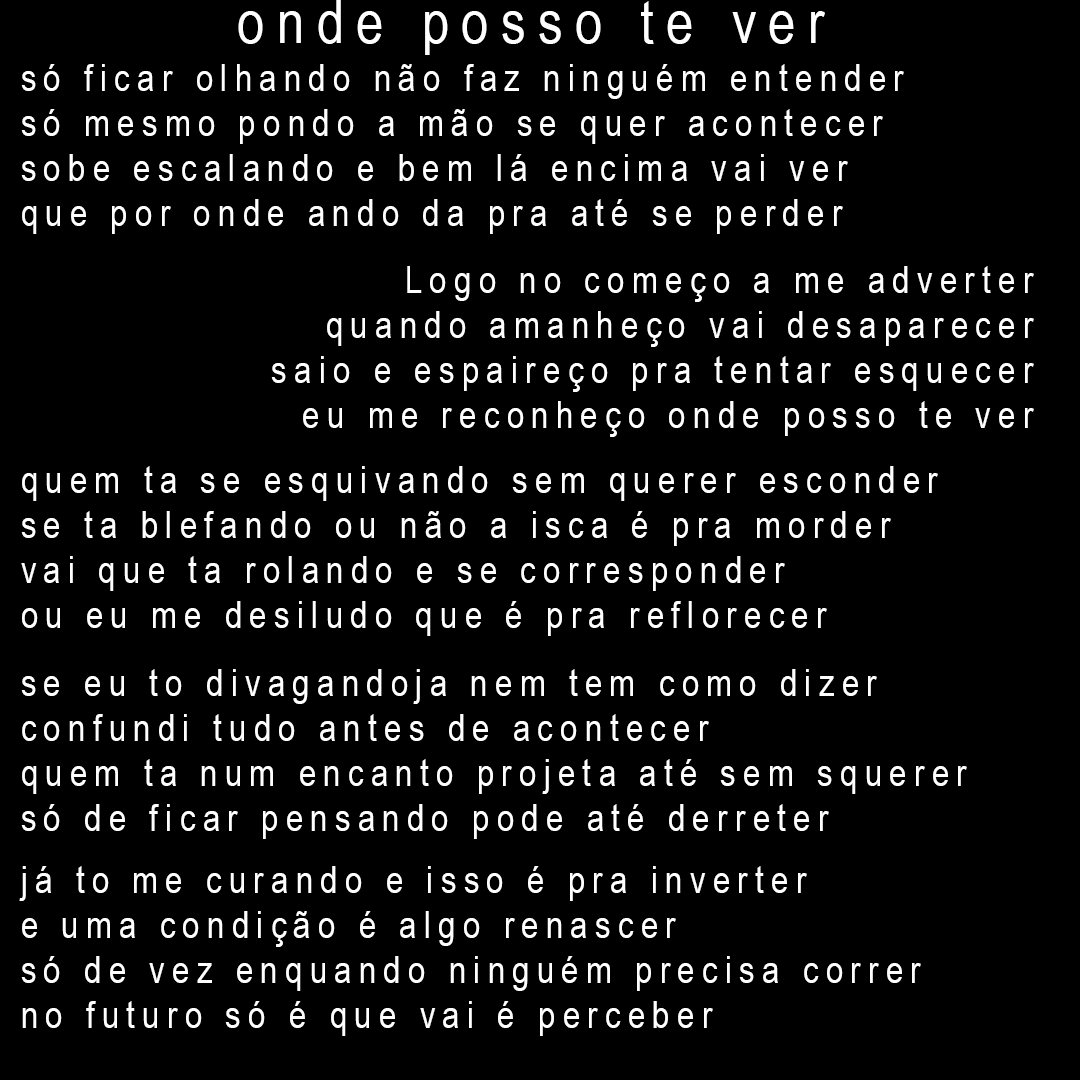 onde posso te ver
só ficar olhando não faz ninguém entender
só mesmo pondo a mão se quer acontecer
sobe escalando e bem lá encima vai ver
que por onde ando da pra até se perder
Logo no começo a me adverter
quando amanheço vai desaparecer
saio e espaireço pra tentar esquecer
eu me reconheço onde posso te ver
quem ta se esquivando sem querer esconder
se ta blefando ou não a isca é pra morder
vai que ta rolando e se corresponder
ou eu me desiludo que é pra reflorecer
se eu to divagandoja nem tem como dizer
confundi tudo antes de acontecer
quem ta num encanto projeta até sem squerer
só de ficar pensando pode até derreter
já to me curando e isso é pra inverter
e uma condição é algo renascer
só de vez enquando ninguém precisa correr
no futuro só é que vai é perceber